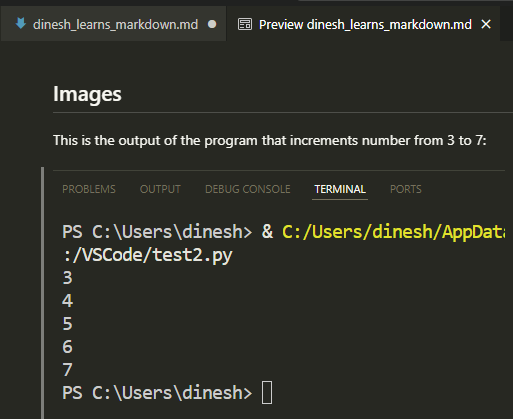 dinesh_learns_markdown.md
Preview dinesh_learns_markdown.md
Images
This is the output of the program that increments number from 3 to 7:
PROBLEMS OUTPUT DEBUG CONSOLE TERMINAL PORTS
PS C:\Users\dinesh> & C:/Users/dinesh/AppData
:/VSCode/test2.py
3
4
5
6
7
PS C:\Users\dinesh>